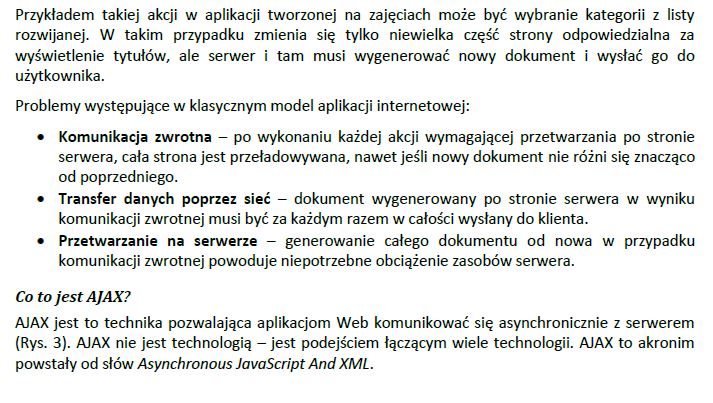 Przykładem takiej akcji w aplikacji tworzonej na zajęciach może być wybranie kategorii z listy
rozwijanej. W takim przypadku zmienia się tylko niewielka część strony odpowiedzialna za
wyświetlenie tytułów, ale serwer i tam musi wygenerować nowy dokument i wysłać go do
użytkownika.
Problemy występujące w klasycznym model aplikacji internetowej:
• Komunikacja zwrotna – po wykonaniu każdej akcji wymagającej przetwarzania po stronie
serwera, cała strona jest przeładowywana, nawet jeśli nowy dokument nie różni się znacząco
od poprzedniego.
• Transfer danych poprzez sieć – dokument wygenerowany po stronie serwera w wyniku
komunikacji zwrotnej musi być za każdym razem w całości wysłany do klienta.
• Przetwarzanie na serwerze – generowanie całego dokumentu od nowa w przypadku
komunikacji zwrotnej powoduje niepotrzebne obciążenie zasobów serwera.
Co to jest AJAX?
AJAX jest to technika pozwalająca aplikacjom Web komunikować się asynchronicznie z serwerem
(Rys. 3). AJAX nie jest technologią – jest podejściem łączącym wiele technologii. AJAX to akronim
powstały od słów Asynchronous JavaScript And XML.